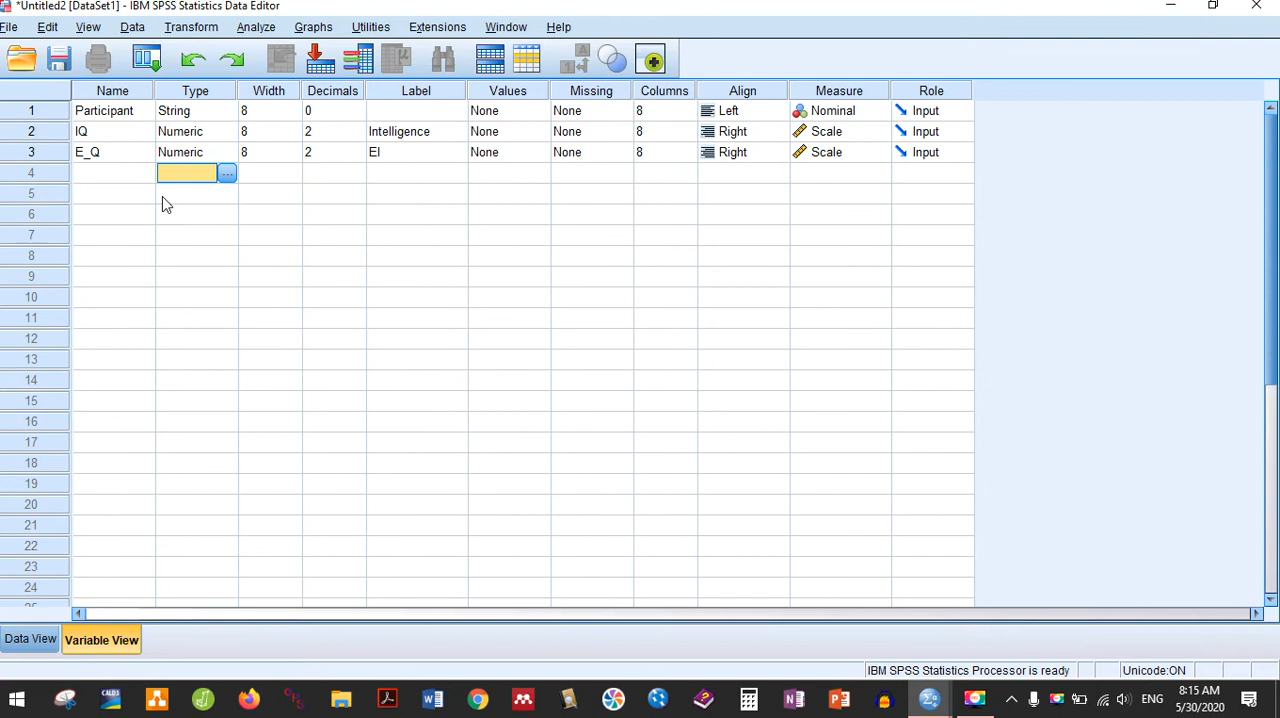 *Untitled2 [DataSet1] - IBM SPSS Statistics Data Editor
File Edit View Data Transform Analyze Graphs Utilities Extensions Window Help
Name Type Width Decimals Label Values Missing Columns Align Measure Role
1 Participant String 8 0 None None 8 Left Nominal Input
2 IQ Numeric 8 2 Intelligence None None 8 Right Scale Input
3 E_Q Numeric 8 2 EI None None 8 Right Scale Input
4 ...
5
6
7
8
9
10
11
12
13
14
15
16
17
18
19
20
21
22
23
24
25
Data View Variable View
IBM SPSS Statistics Processor is ready Unicode:ON
ENG 8:15 AM
5/30/2020